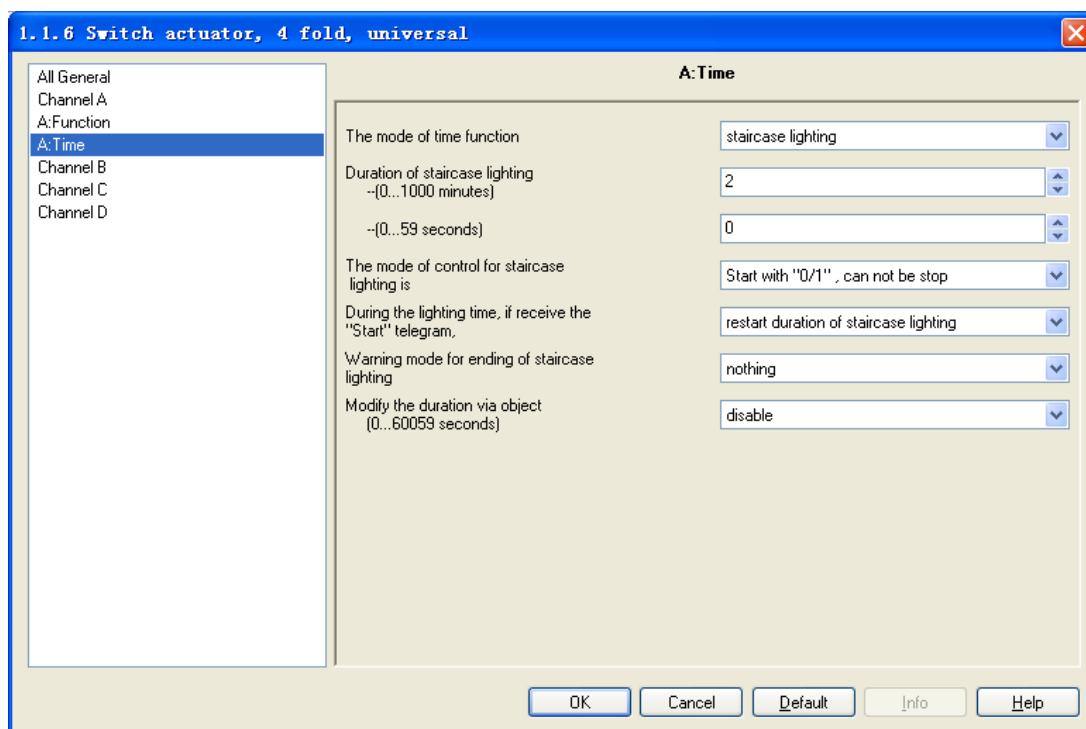 1.1.6 Switch actuator, 4 fold, universal
All General
Channel A
A:Function
A:Time
Channel B
Channel C
Channel D
A:Time
The mode of time function
staircase lighting
Duration of staircase lighting
--(0...1000 minutes)
2
--(0...59 seconds)
0
The mode of control for staircase
lighting is
Start with "0/1" , can not be stop
During the lighting time, if receive the
"Start" telegram,
restart duration of staircase lighting
Warning mode for ending of staircase
lighting
nothing
Modify the duration via object
(0...60059 seconds)
disable
OK
Cancel
Default
Info
Help